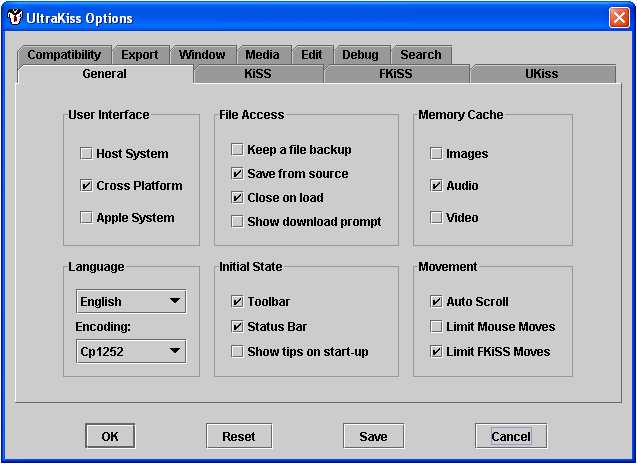 UltraKiss Options
Compatibility Export Window Media Edit Debug Search
General KiSS FKiSS UKiss
User Interface
Host System
Cross Platform
Apple System
File Access
Keep a file backup
Save from source
Close on load
Show download prompt
Memory Cache
Images
Audio
Video
Language
English
Encoding:
Cp1252
Initial State
Toolbar
Status Bar
Show tips on start-up
Movement
Auto Scroll
Limit Mouse Moves
Limit FKiSS Moves
OK Reset Save Cancel